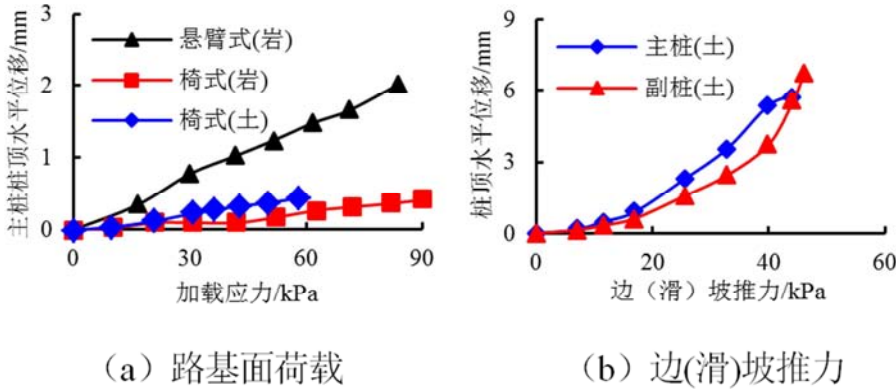 主桩桩顶水平位移/mm
3
2
1
0
悬臂式(岩)
椅式(岩)
椅式(土)
0
30
60
90
加载应力/kPa
(a) 路基面荷载
桩顶水平位移/mm
9
6
3
0
主桩(土)
副桩(土)
0
20
40
60
边（滑）坡推力/kPa
(b) 边(滑)坡推力